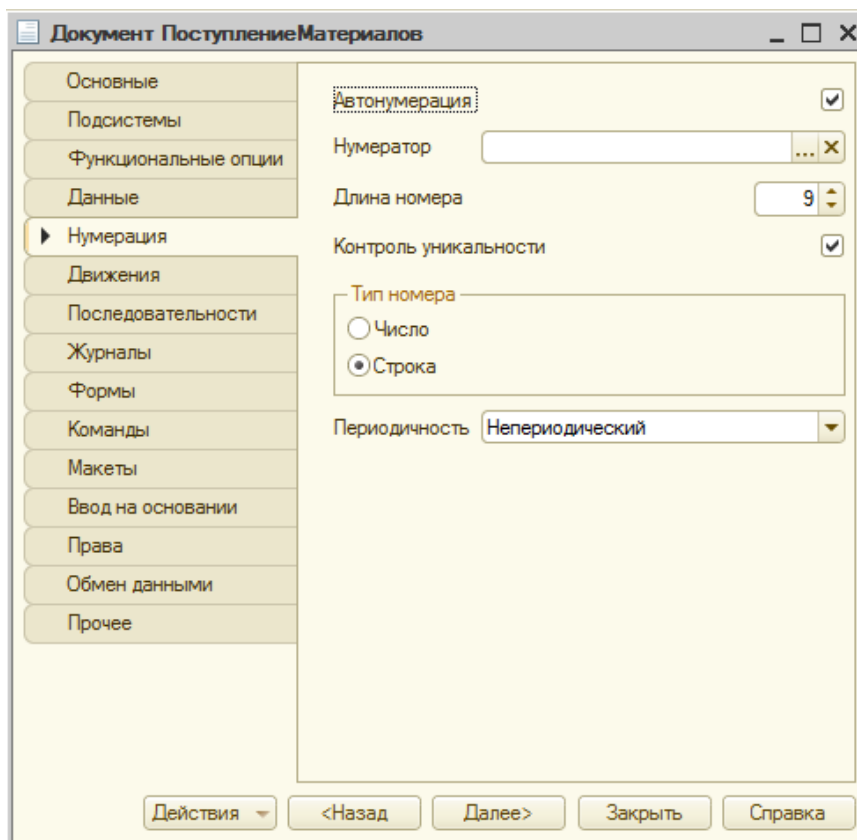 Документ ПоступлениеМатериалов
Основные
Подсистемы
Функциональные опции
Данные
Нумерация
Движения
Последовательности
Журналы
Формы
Команды
Макеты
Ввод на основании
Права
Обмен данными
Прочее
Автонумерация
Нумератор
...
Длина номера 9
Контроль уникальности
Тип номера
Число
Строка
Периодичность Непериодический
Действия <Назад Далее> Закрыть Справка